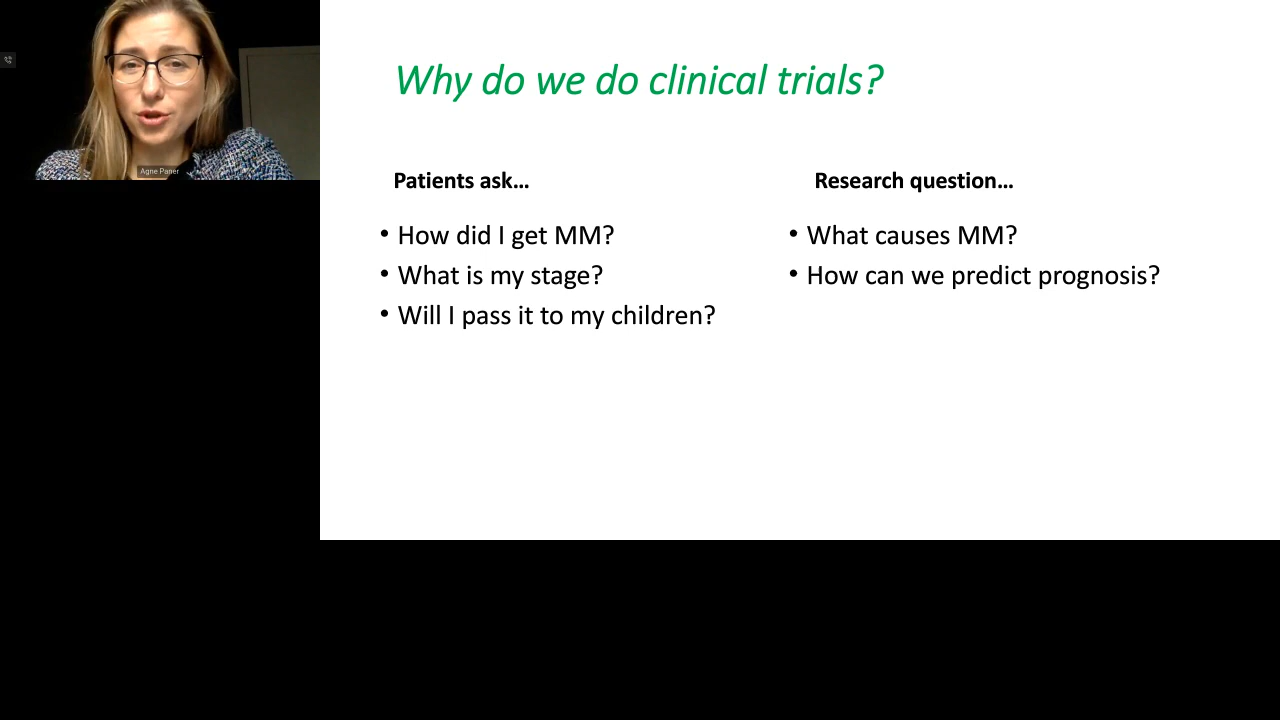 Agne Paner
Why do we do clinical trials?
Patients ask…
• How did I get MM?
• What is my stage?
• Will I pass it to my children?
Research question…
• What causes MM?
• How can we predict prognosis?